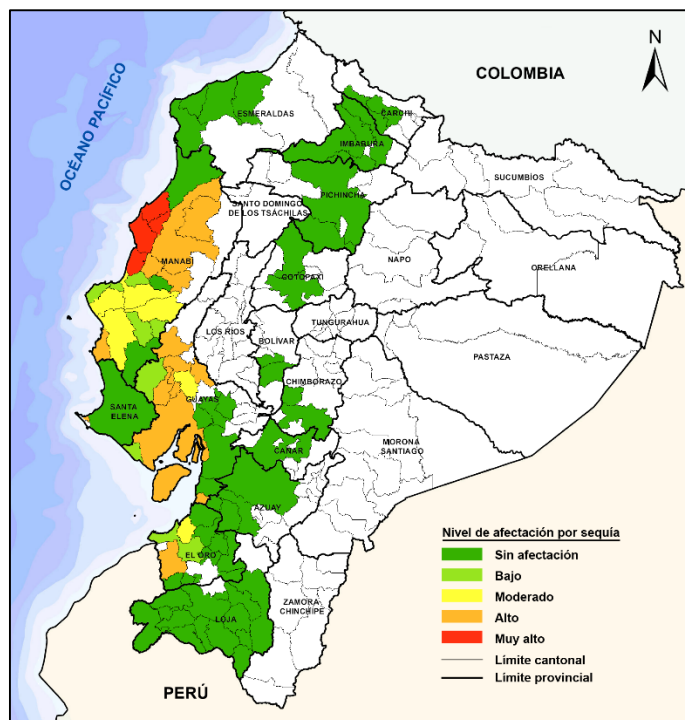 N
COLOMBIA
OCÉANO PACÍFICO
ESMERALDAS
CARCHI
IMBABURA
SUCUMBÍOS
PICHINCHA
SANTO DOMINGO
DE LOS TSÁCHILAS
MANABÍ
NAPO
ORELLANA
COTOPAXI
LOS RÍOS
TUNGURAHUA
BOLÍVAR
PASTAZA
CHIMBORAZO
GUAYAS
SANTA
ELENA
MORONA
SANTIAGO
CAÑAR
AZUAY
EL ORO
ZAMORA
CHINCHIPE
LOJA
PERÚ
Nivel de afectación por sequía
Sin afectación
Bajo
Moderado
Alto
Muy alto
Límite cantonal
Límite provincial